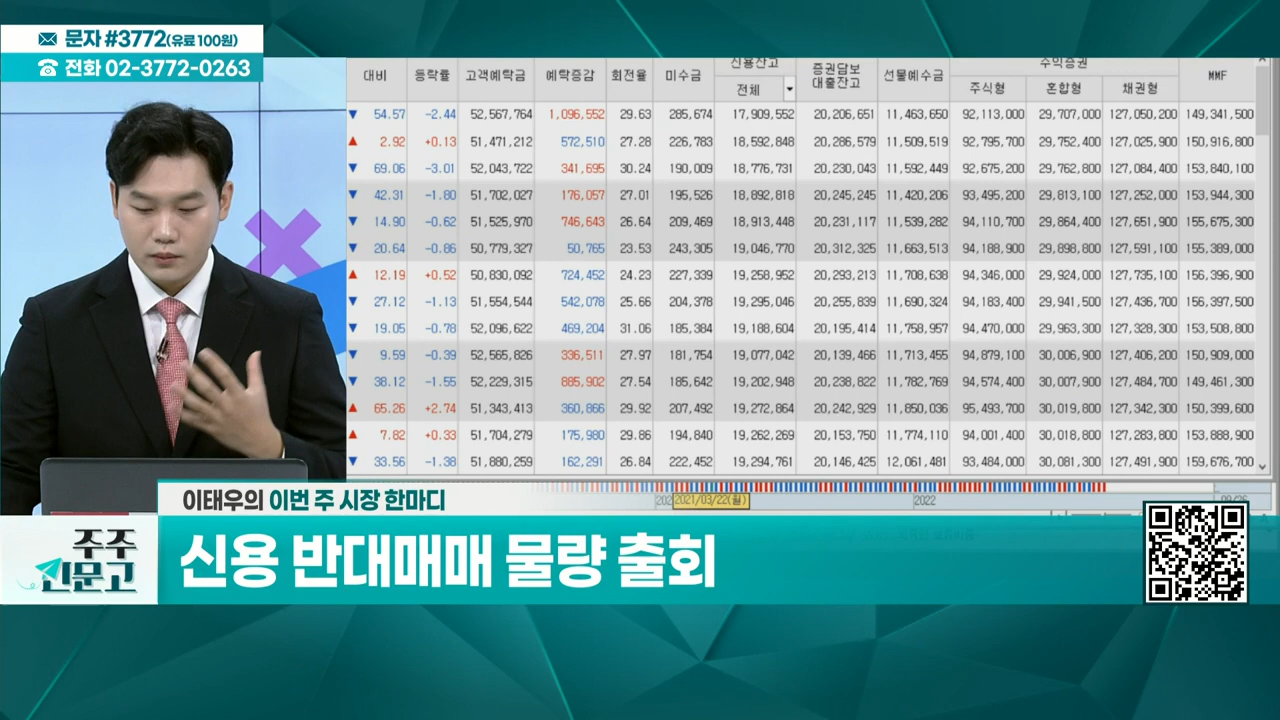 문자 #3772(유료 100원)
전화 02-3772-0263
대비 등락률 고객예탁금 예탁증감 회전율 미수금 신용잔고 전체 증권담보대출잔고 선물예수금 수익증권 주식형 혼합형 채권형 MMF
▼ 54.57 -2.44 52,567,764 1,096,552 29.63 285,674 17,909,552 20,206,651 11,463,650 92,113,000 29,707,000 127,050,200 149,341,500
▲ 2.92 +0.13 51,471,212 572,510 27.28 226,783 18,592,848 20,286,579 11,509,519 92,795,700 29,752,400 127,025,900 150,916,800
▼ 69.06 -3.01 52,043,722 341,695 30.24 190,009 18,776,731 20,230,043 11,592,449 92,675,200 29,762,800 127,084,400 153,840,100
▼ 42.31 -1.80 51,702,027 176,057 27.01 195,526 18,892,818 20,245,245 11,420,206 93,495,200 29,813,100 127,252,000 153,944,300
▼ 14.90 -0.62 51,525,970 746,643 26.64 209,469 18,913,448 20,231,117 11,539,282 94,110,700 29,864,400 127,651,900 155,675,300
▼ 20.64 -0.86 50,779,327 50,765 23.53 243,305 19,046,770 20,312,325 11,663,513 94,188,900 29,898,800 127,591,100 155,389,000
▲ 12.19 +0.52 50,830,092 724,452 24.23 227,339 19,258,952 20,293,213 11,708,638 94,346,000 29,924,000 127,735,100 156,396,900
▼ 27.12 -1.13 51,554,544 542,078 25.66 204,378 19,295,046 20,255,939 11,690,324 94,183,400 29,941,500 127,436,700 156,397,500
▼ 19.05 -0.78 52,096,622 469,204 31.06 185,384 19,188,604 20,195,414 11,758,957 94,470,000 29,963,300 127,328,300 153,508,800
▼ 9.59 -0.39 52,565,826 336,511 27.97 181,754 19,077,042 20,139,466 11,713,455 94,879,100 30,006,900 127,406,200 150,909,000
▼ 38.12 -1.55 52,229,315 885,902 27.54 185,642 19,202,948 20,238,822 11,782,769 94,574,400 30,007,900 127,484,700 149,461,300
▲ 65.26 +2.74 51,343,413 360,866 29.92 207,492 19,272,864 20,242,929 11,850,036 95,493,700 30,019,800 127,342,300 150,399,600
▲ 7.82 +0.33 51,704,279 175,980 29.86 194,840 19,262,269 20,153,750 11,774,110 94,001,400 30,018,800 127,283,800 153,888,900
▼ 33.56 -1.38 51,880,259 162,291 26.84 222,452 19,294,761 20,146,425 12,061,481 93,484,000 30,081,300 127,491,900 159,676,700
2021/03/22(월) 2022
이태우의 이번 주 시장 한마디
주주신문고
신용 반대매매 물량 출회